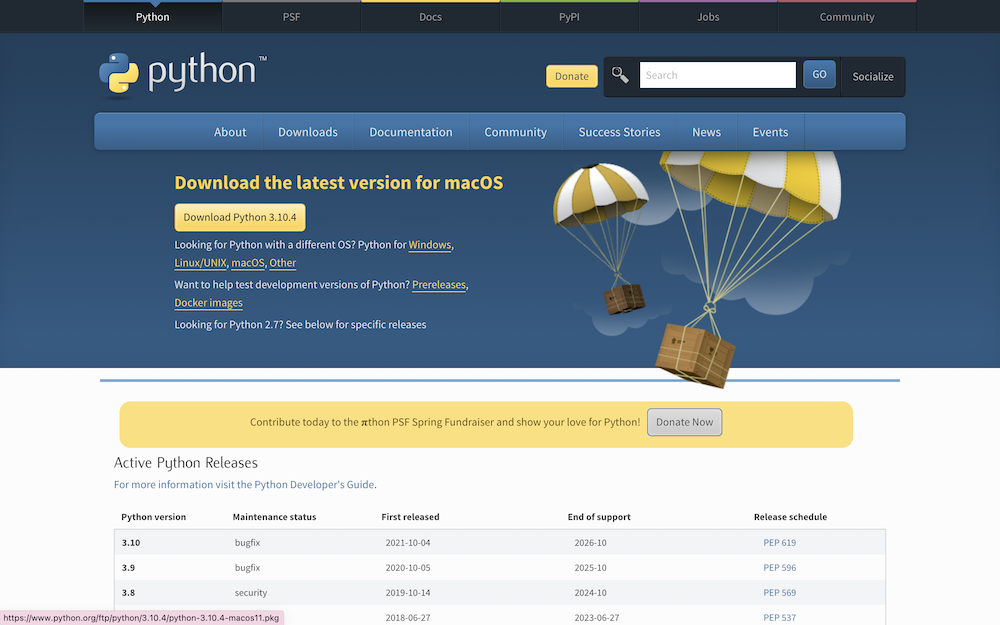 Python PSF Docs PyPI Jobs Community
python™
Donate Search GO Socialize
About Downloads Documentation Community Success Stories News Events
Download the latest version for macOS
Download Python 3.10.4
Looking for Python with a different OS? Python for Windows,
Linux/UNIX, macOS, Other
Want to help test development versions of Python? Prereleases,
Docker images
Looking for Python 2.7? See below for specific releases
Contribute today to the πthon PSF Spring Fundraiser and show your love for Python! Donate Now
Active Python Releases
For more information visit the Python Developer's Guide.
Python version Maintenance status First released End of support Release schedule
3.10 bugfix 2021-10-04 2026-10 PEP 619
3.9 bugfix 2020-10-05 2025-10 PEP 596
3.8 security 2019-10-14 2024-10 PEP 569
2018-06-27 2023-06-27 PEP 537
https://www.python.org/ftp/python/3.10.4/python-3.10.4-macos11.pkg